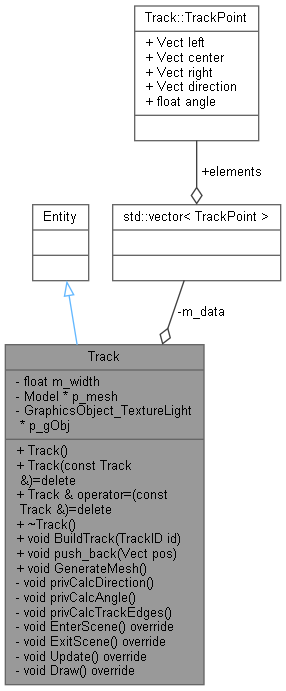 Track::TrackPoint
+ Vect left
+ Vect center
+ Vect right
+ Vect direction
+ float angle
+elements
Entity
std::vector< TrackPoint >
-m_data
Track
- float m_width
- Model * p_mesh
- GraphicsObject_TextureLight
* p_gObj
+ Track()
+ Track(const Track
&)=delete
+ Track & operator=(const
Track &)=delete
+ ~Track()
+ void BuildTrack(TrackID id)
+ void push_back(Vect pos)
+ void GenerateMesh()
- void privCalcDirection()
- void privCalcAngle()
- void privCalcTrackEdges()
- void EnterScene() override
- void ExitScene() override
- void Update() override
- void Draw() override